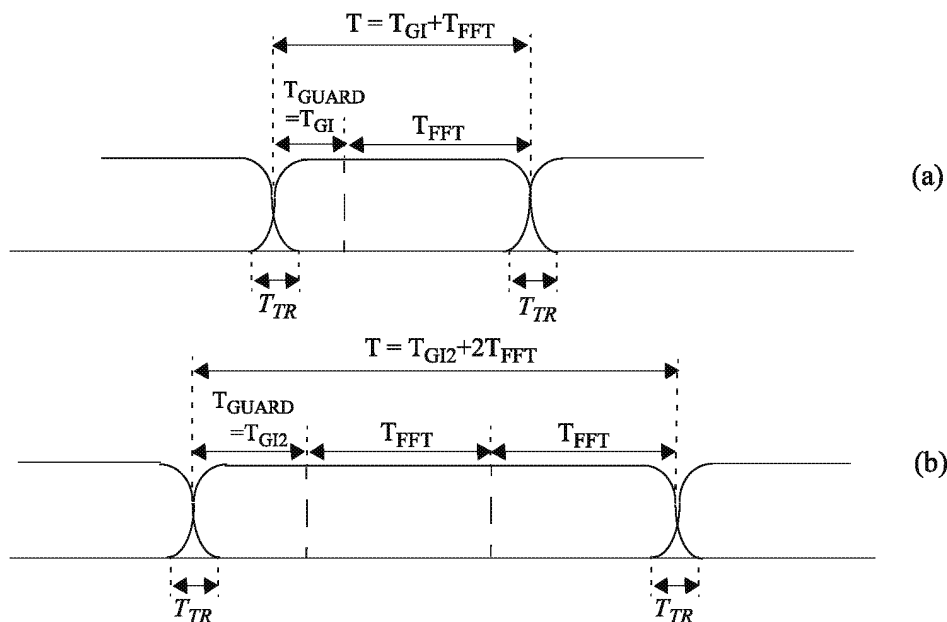 T = T_GI+T_FFT
T_GUARD
=T_GI
T_FFT
(a)
T_TR
T_TR
T = T_GI2+2T_FFT
T_GUARD
=T_GI2
T_FFT
T_FFT
(b)
T_TR
T_TR